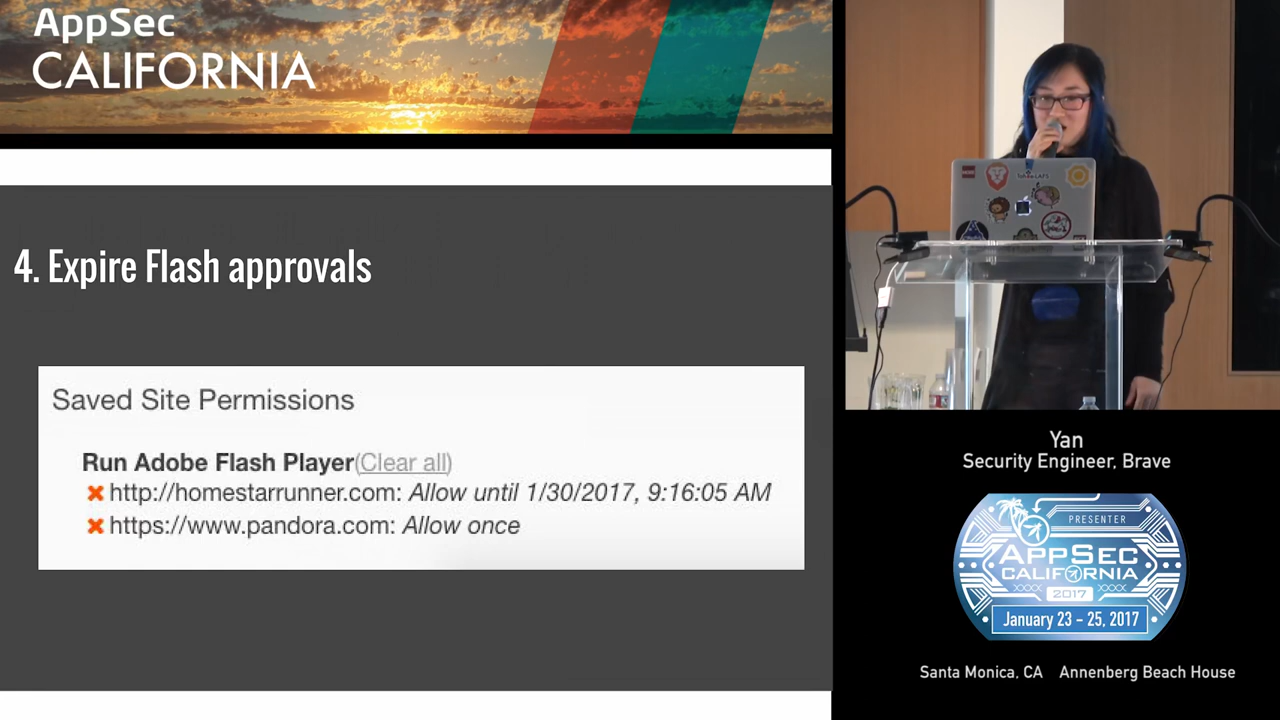 AppSec
CALIFORNIA
4. Expire Flash approvals
Saved Site Permissions
Run Adobe Flash Player(Clear all)
✖ http://homestarrunner.com: Allow until 1/30/2017, 9:16:05 AM
✖ https://www.pandora.com: Allow once
Yan
Security Engineer, Brave
PRESENTER
APPSEC
CALIFORNIA
2017
January 23 – 25, 2017
Santa Monica, CA Annenberg Beach House